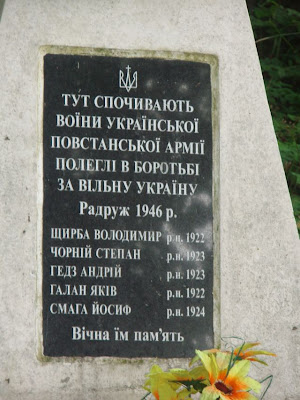 ТУТ СПОЧИВАЮТЬ
ВОЇНИ УКРАЇНСЬКОЇ
ПОВСТАНСЬКОЇ АРМІЇ
ПОЛЕГЛІ В БОРОТЬБІ
ЗА ВІЛЬНУ УКРАЇНУ
Радруж 1946 р.
ЩИРБА ВОЛОДИМИР р.н. 1922
ЧОРНІЙ СТЕПАН р.н. 1923
ГЕДЗ АНДРІЙ р.н. 1923
ГАЛАН ЯКІВ р.н. 1922
СМАГА ЙОСИФ р.н. 1924
Вічна їм пам'ять